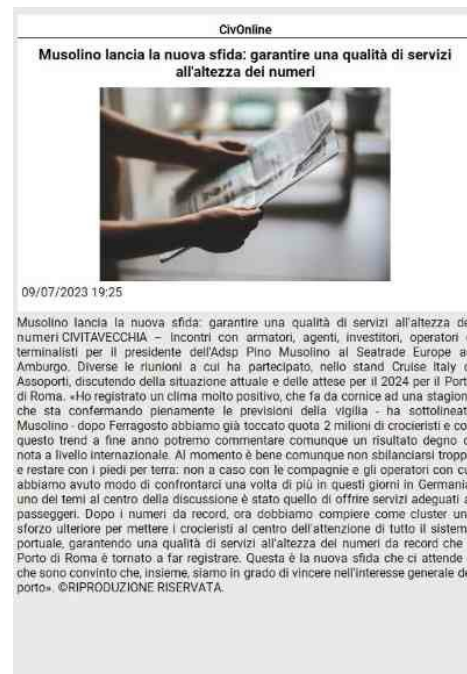 CivOnline
Musolino lancia la nuova sfida: garantire una qualità di servizi
all'altezza dei numeri
09/07/2023 19:25
Musolino lancia la nuova sfida: garantire una qualità di servizi all'altezza de
numeri CIVITAVECCHIA – Incontri con armatori, agenti, investitori, operatori
terminalisti per il presidente dell'Adsp Pino Musolino al Seatrade Europe a
Amburgo. Diverse le riunioni a cui ha partecipato, nello stand Cruise Italy d
Assoporti, discutendo della situazione attuale e delle attese per il 2024 per il Port
di Roma. «Ho registrato un clima molto positivo, che fa da cornice ad una stagion
che sta confermando pienamente le previsioni della vigilia - ha sottolineat
Musolino - dopo Ferragosto abbiamo già toccato quota 2 milioni di crocieristi e co
questo trend a fine anno potremo commentare comunque un risultato degno d
nota a livello internazionale. Al momento è bene comunque non sbilanciarsi tropp
e restare con i piedi per terra: non a caso con le compagnie e gli operatori con cu
abbiamo avuto modo di confrontarci una volta di più in questi giorni in Germania
uno dei temi al centro della discussione è stato quello di offrire servizi adeguati a
passeggeri. Dopo i numeri da record, ora dobbiamo compiere come cluster un
sforzo ulteriore per mettere i crocieristi al centro dell'attenzione di tutto il sistem
portuale, garantendo una qualità di servizi all'altezza dei numeri da record che
Porto di Roma è tornato a far registrare. Questa è la nuova sfida che ci attende
che sono convinto che, insieme, siamo in grado di vincere nell'interesse generale de
porto». ©RIPRODUZIONE RISERVATA.